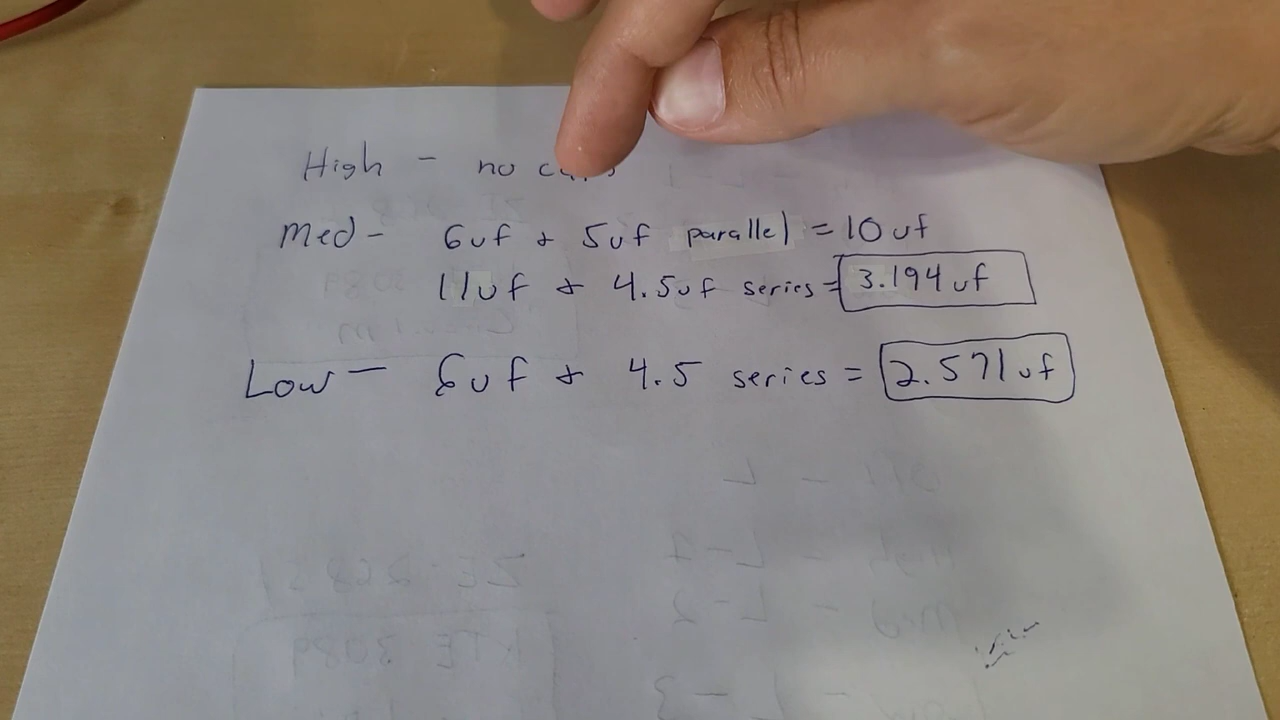 High - no
Med - 6uf & 5uf parallel = 10uf
11uf & 4.5uf series = 3.194uf
Low - 6uf & 4.5 series = 2.571uf